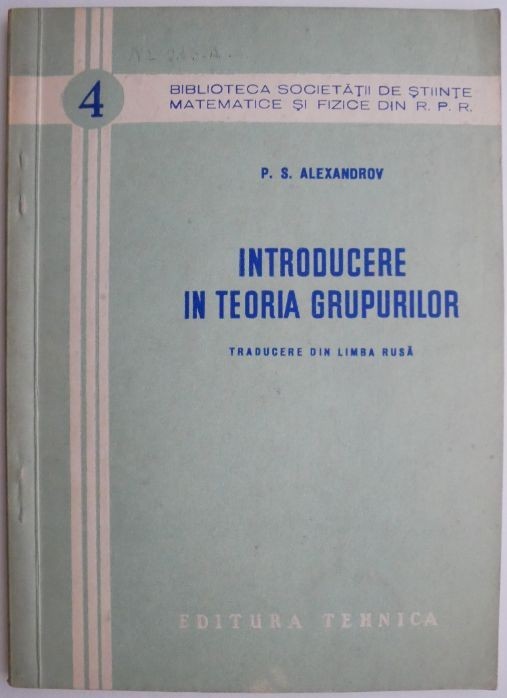 4
BIBLIOTECA SOCIETĂȚII DE ȘTIINȚE
MATEMATICE ȘI FIZICE DIN R. P. R.
P. S. ALEXANDROV
INTRODUCERE
IN TEORIA GRUPURILOR
TRADUCERE DIN LIMBA RUSĂ
EDITURA TEHNICA